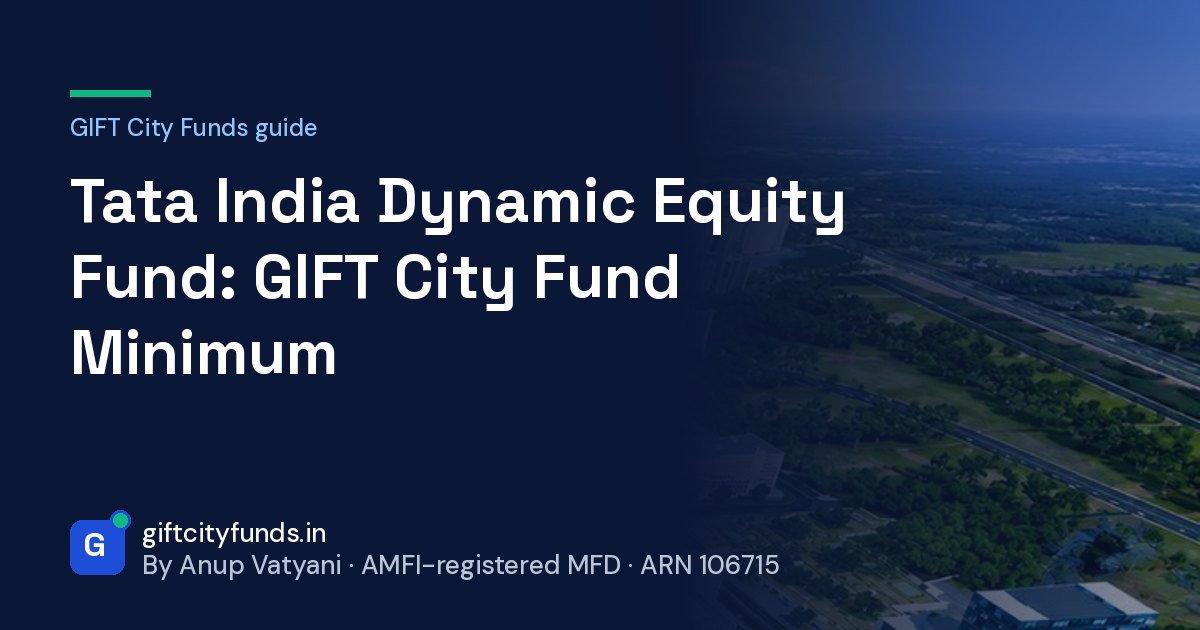 GIFT City Funds guide
Tata India Dynamic Equity
Fund: GIFT City Fund
Minimum
G
giftcityfunds.in
By Anup Vatyani · AMFI-registered MFD · ARN 106715